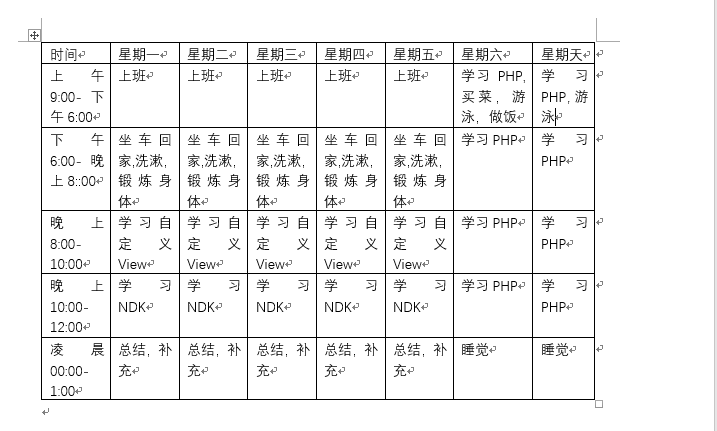 时间 星期一 星期二 星期三 星期四 星期五 星期六 星期天
上午 上班 上班 上班 上班 上班 学习 PHP, 学习
9:00- 下 买菜，游 PHP, 游
午 6:00 泳，做饭 泳
下午 坐车回 坐车回 坐车回 坐车回 坐车回 学习 PHP 学习
6:00- 晚 家,洗漱, 家,洗漱, 家,洗漱, 家,洗漱, 家,洗漱, PHP
上 8::00 锻炼身 锻炼身 锻炼身 锻炼身 锻炼身
体 体 体 体 体
晚上 学习自 学习自 学习自 学习自 学习自 学习 PHP 学习
8:00- 定义 定义 定义 定义 定义 PHP
10:00 View View View View View
晚上 学习 学习 学习 学习 学习 学习 PHP 学习
10:00- NDK NDK NDK NDK NDK PHP
12:00
凌晨 总结，补 总结，补 总结，补 总结，补 总结，补 睡觉 睡觉
00:00- 充 充 充 充 充
1:00